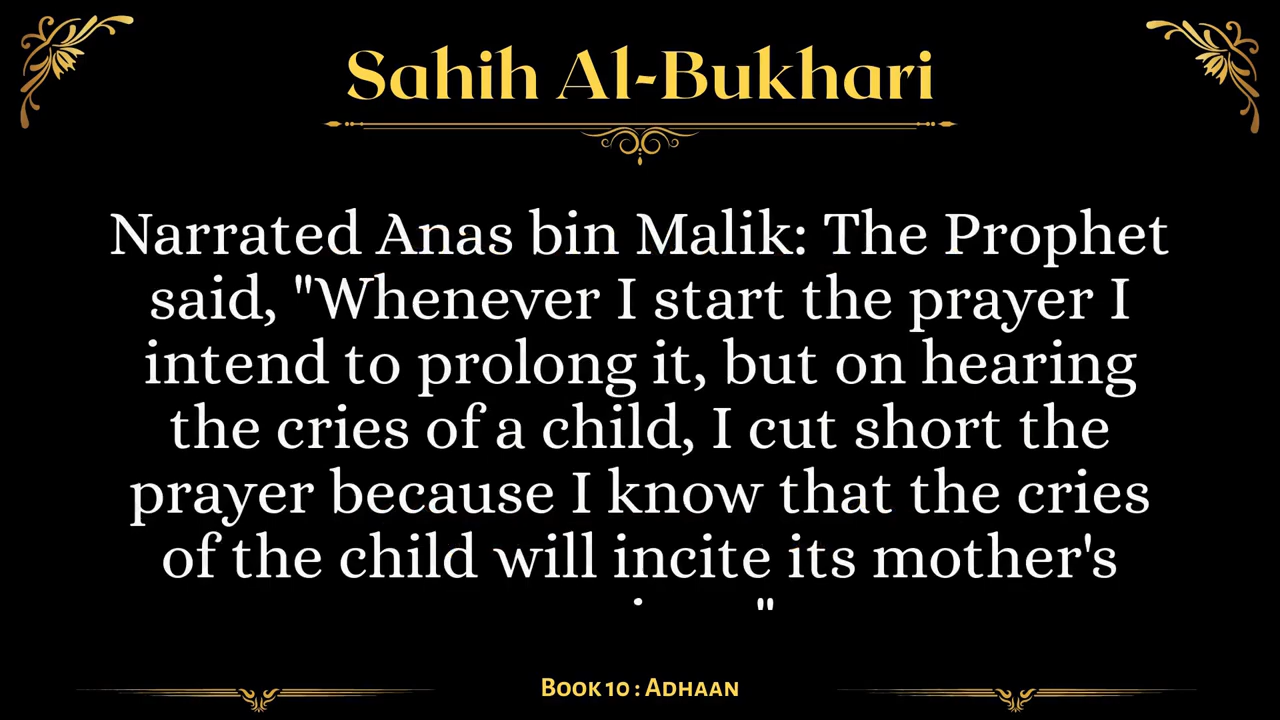 Sahih Al-Bukhari
Narrated Anas bin Malik: The Prophet
said, "Whenever I start the prayer I
intend to prolong it, but on hearing
the cries of a child, I cut short the
prayer because I know that the cries
of the child will incite its mother's
"
Book 10 : Adhaan